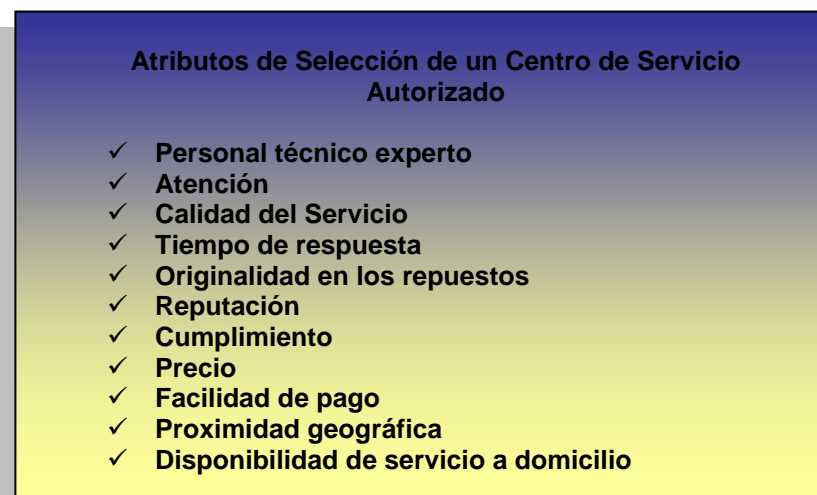 Atributos de Selección de un Centro de Servicio
Autorizado
✓ Personal técnico experto
✓ Atención
✓ Calidad del Servicio
✓ Tiempo de respuesta
✓ Originalidad en los repuestos
✓ Reputación
✓ Cumplimiento
✓ Precio
✓ Facilidad de pago
✓ Proximidad geográfica
✓ Disponibilidad de servicio a domicilio